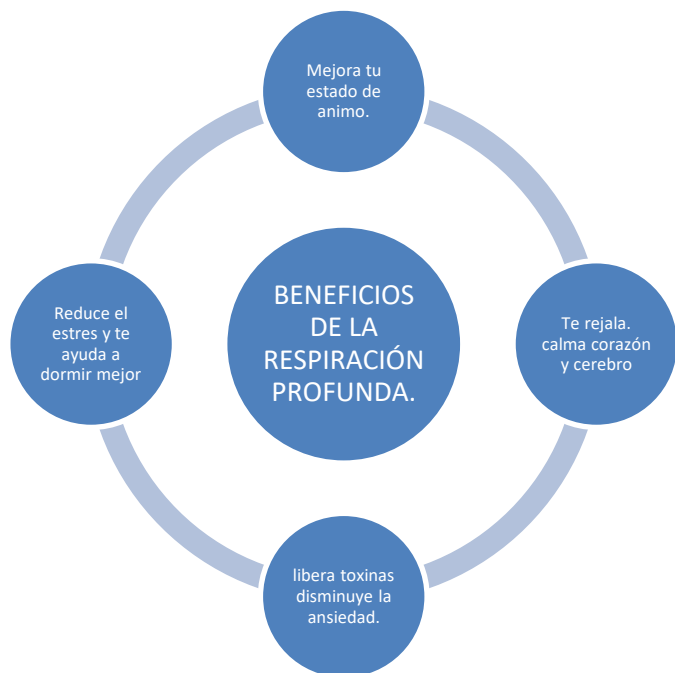 Mejora tu
estado de
animo.
BENEFICIOS
DE LA
RESPIRACIÓN
PROFUNDA.
Te rejala.
calma corazón
y cerebro
libera toxinas
disminuye la
ansiedad.
Reduce el
estres y te
ayuda a
dormir mejor